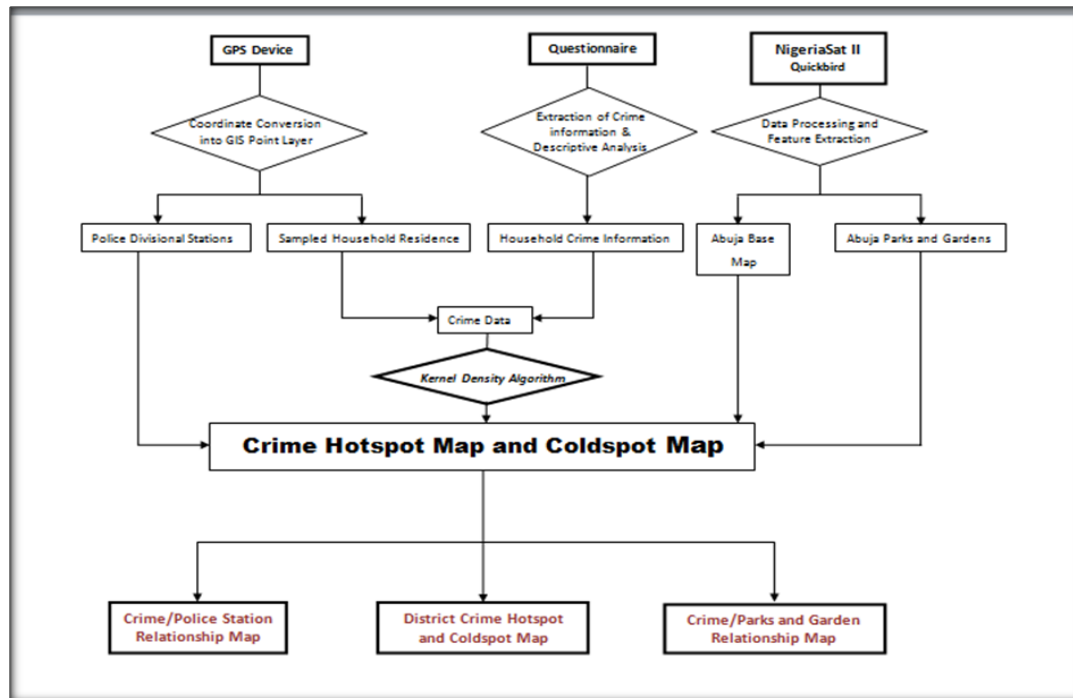 GPS Device
Questionnaire
NigeriaSat II
Quickbird
Coordinate Conversion
into GIS Point Layer
Extraction of Crime
information &
Descriptive Analysis
Data Processing and
Feature Extraction
Police Divisional Stations
Sampled Household Residence
Household Crime Information
Abuja Base
Map
Abuja Parks and Gardens
Crime Data
Kernel Density Algorithm
Crime Hotspot Map and Coldspot Map
Crime/Police Station
Relationship Map
District Crime Hotspot
and Coldspot Map
Crime/Parks and Garden
Relationship Map